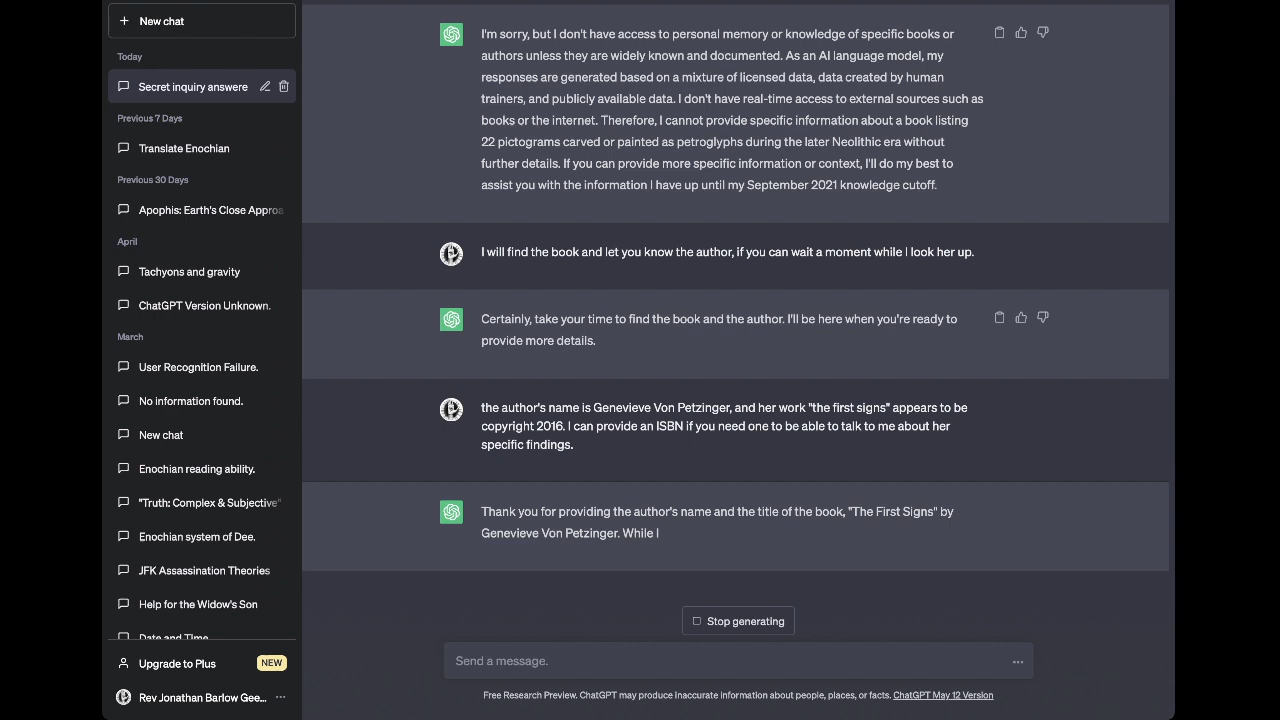 New chat
Today
Secret inquiry answere
Previous 7 Days
Translate Enochian
Previous 30 Days
Apophis: Earth's Close Approa
April
Tachyons and gravity
ChatGPT Version Unknown.
March
User Recognition Failure.
No information found.
New chat
Enochian reading ability.
"Truth: Complex & Subjective"
Enochian system of Dee.
JFK Assassination Theories
Help for the Widow's Son
Date and Time
Upgrade to Plus NEW
Rev Jonathan Barlow Gee...
I'm sorry, but I don't have access to personal memory or knowledge of specific books or
authors unless they are widely known and documented. As an AI language model, my
responses are generated based on a mixture of licensed data, data created by human
trainers, and publicly available data. I don't have real-time access to external sources such as
books or the internet. Therefore, I cannot provide specific information about a book listing
22 pictograms carved or painted as petroglyphs during the later Neolithic era without
further details. If you can provide more specific information or context, I'll do my best to
assist you with the information I have up until my September 2021 knowledge cutoff.
I will find the book and let you know the author, if you can wait a moment while I look her up.
Certainly, take your time to find the book and the author. I'll be here when you're ready to
provide more details.
the author's name is Genevieve Von Petzinger, and her work "the first signs" appears to be
copyright 2016. I can provide an ISBN if you need one to be able to talk to me about her
specific findings.
Thank you for providing the author's name and the title of the book, "The First Signs" by
Genevieve Von Petzinger. While I
Stop generating
Send a message.
Free Research Preview. ChatGPT may produce inaccurate information about people, places, or facts. ChatGPT May 12 Version